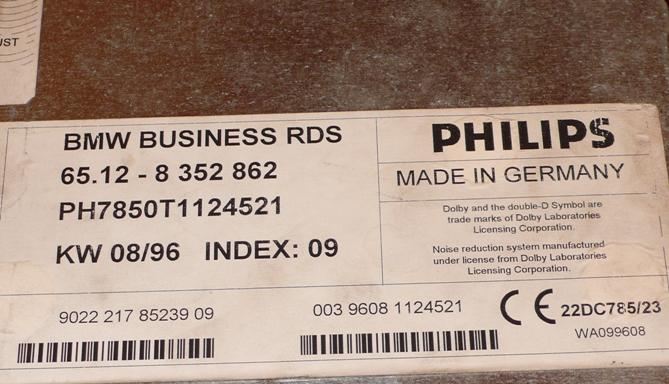 UST
BMW BUSINESS RDS
65.12 - 8 352 862
PH7850T1124521
KW 08/96 INDEX: 09
PHILIPS
MADE IN GERMANY
Dolby and the double-D Symbol are
trade marks of Dolby Laboratories
Licensing Corporation.
Noise reduction system manufactured
under license from Dolby Laboratories
Licensing Corporation.
9022 217 85239 09
003 9608 1124521
CE 22DC785/23
WA099608